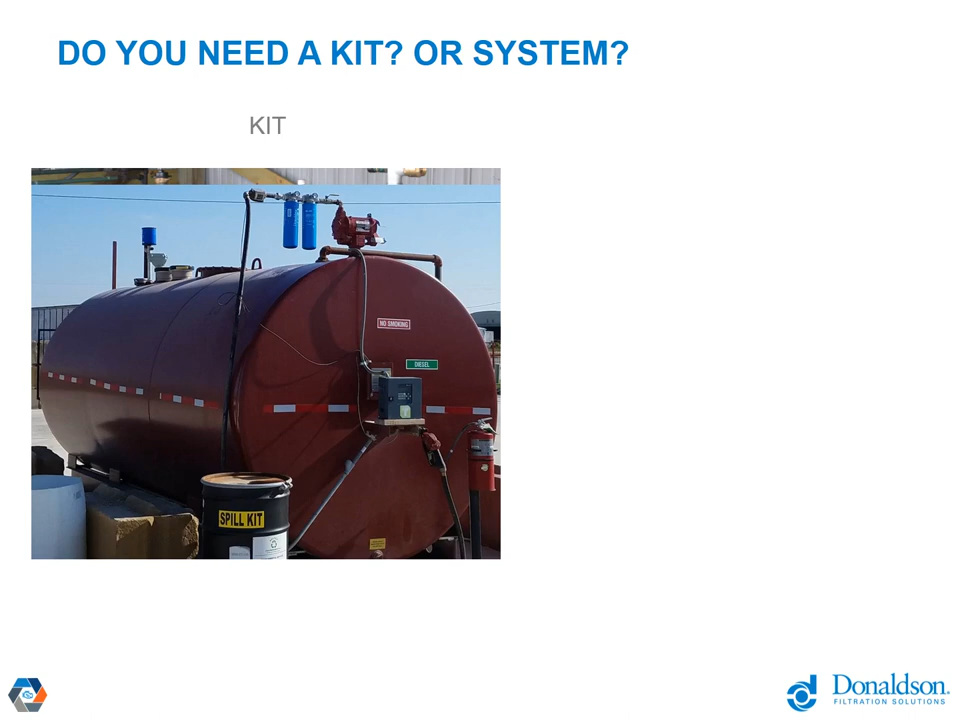 DO YOU NEED A KIT? OR SYSTEM?
KIT
NO SMOKING
DIESEL
SPILL KIT
Donaldson.
FILTRATION SOLUTIONS